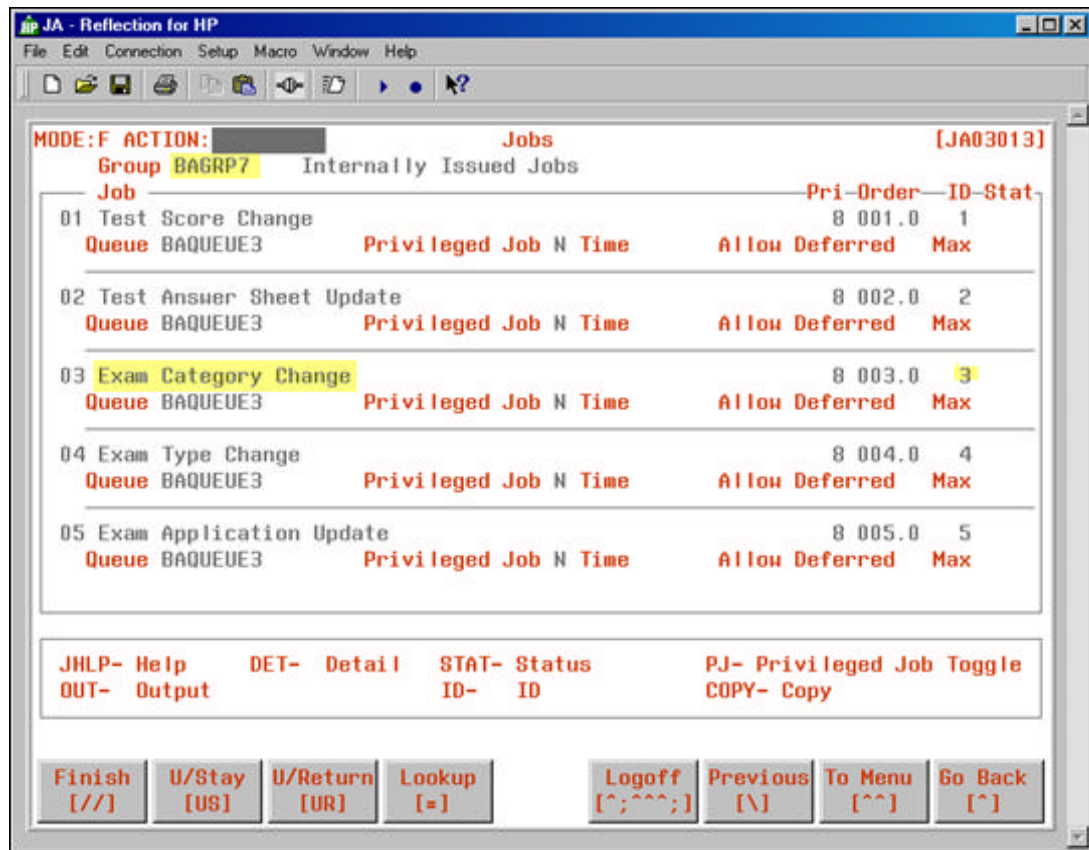 JA - Reflection for HP
File Edit Connection Setup Macro Window Help
MODE:F ACTION: Jobs [JA03013]
Group BAGRP7 Internally Issued Jobs
Job Pri-Order-ID-Stat
01 Test Score Change 8 001.0 1
Queue BAQUEUE3 Privileged Job N Time Allow Deferred Max
02 Test Answer Sheet Update 8 002.0 2
Queue BAQUEUE3 Privileged Job N Time Allow Deferred Max
03 Exam Category Change 8 003.0 3
Queue BAQUEUE3 Privileged Job N Time Allow Deferred Max
04 Exam Type Change 8 004.0 4
Queue BAQUEUE3 Privileged Job N Time Allow Deferred Max
05 Exam Application Update 8 005.0 5
Queue BAQUEUE3 Privileged Job N Time Allow Deferred Max
JHLP- Help DET- Detail STAT- Status PJ- Privileged Job Toggle
OUT- Output ID- ID COPY- Copy
Finish U/Stay U/Return Lookup Logoff Previous To Menu Go Back
[//] [US] [UR] [=] [^;^^^;] [\] [^^] [^]